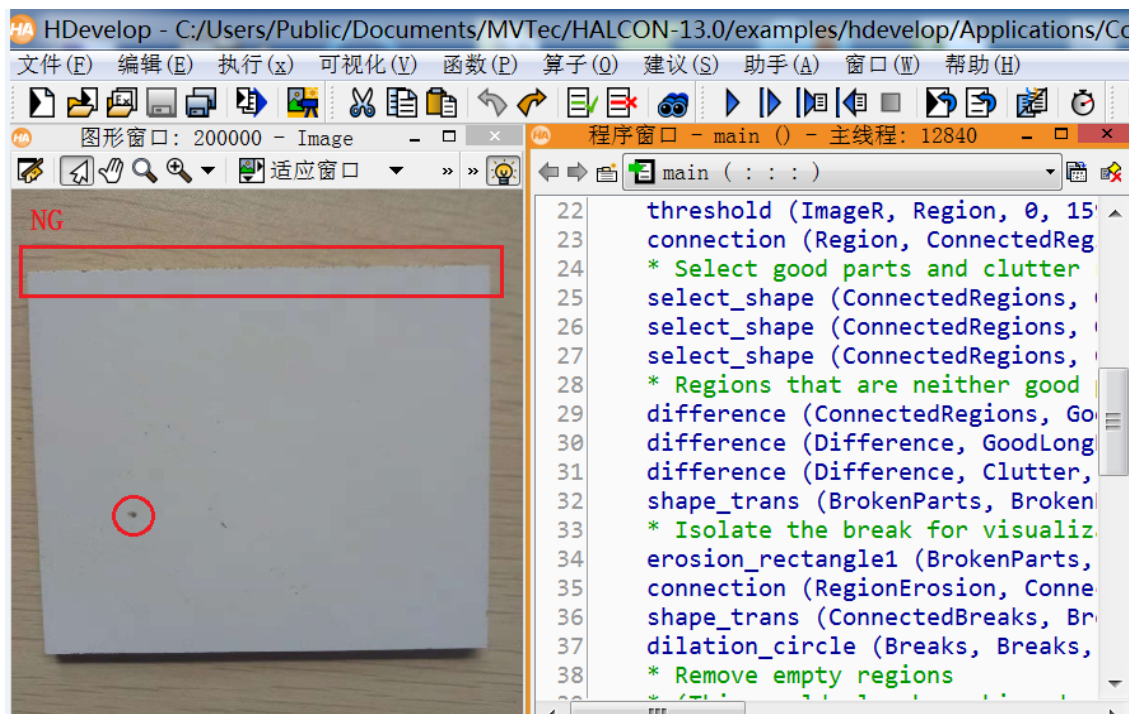 HDevelop - C:/Users/Public/Documents/MVTec/HALCON-13.0/examples/hdevelop/Applications/Co
文件(F) 编辑(E) 执行(x) 可视化(V) 函数(P) 算子(O) 建议(S) 助手(A) 窗口(W) 帮助(H)
图形窗口: 200000 - Image
程序窗口 - main () - 主线程: 12840
适应窗口
main ( : : : )
NG
22 threshold (ImageR, Region, 0, 15
23 connection (Region, ConnectedReg
24 * Select good parts and clutter
25 select_shape (ConnectedRegions,
26 select_shape (ConnectedRegions,
27 select_shape (ConnectedRegions,
28 * Regions that are neither good
29 difference (ConnectedRegions, Go
30 difference (Difference, GoodLong
31 difference (Difference, Clutter,
32 shape_trans (BrokenParts, Broken
33 * Isolate the break for visualiz
34 erosion_rectangle1 (BrokenParts,
35 connection (RegionErosion, Conne
36 shape_trans (ConnectedBreaks, Br
37 dilation_circle (Breaks, Breaks,
38 * Remove empty regions